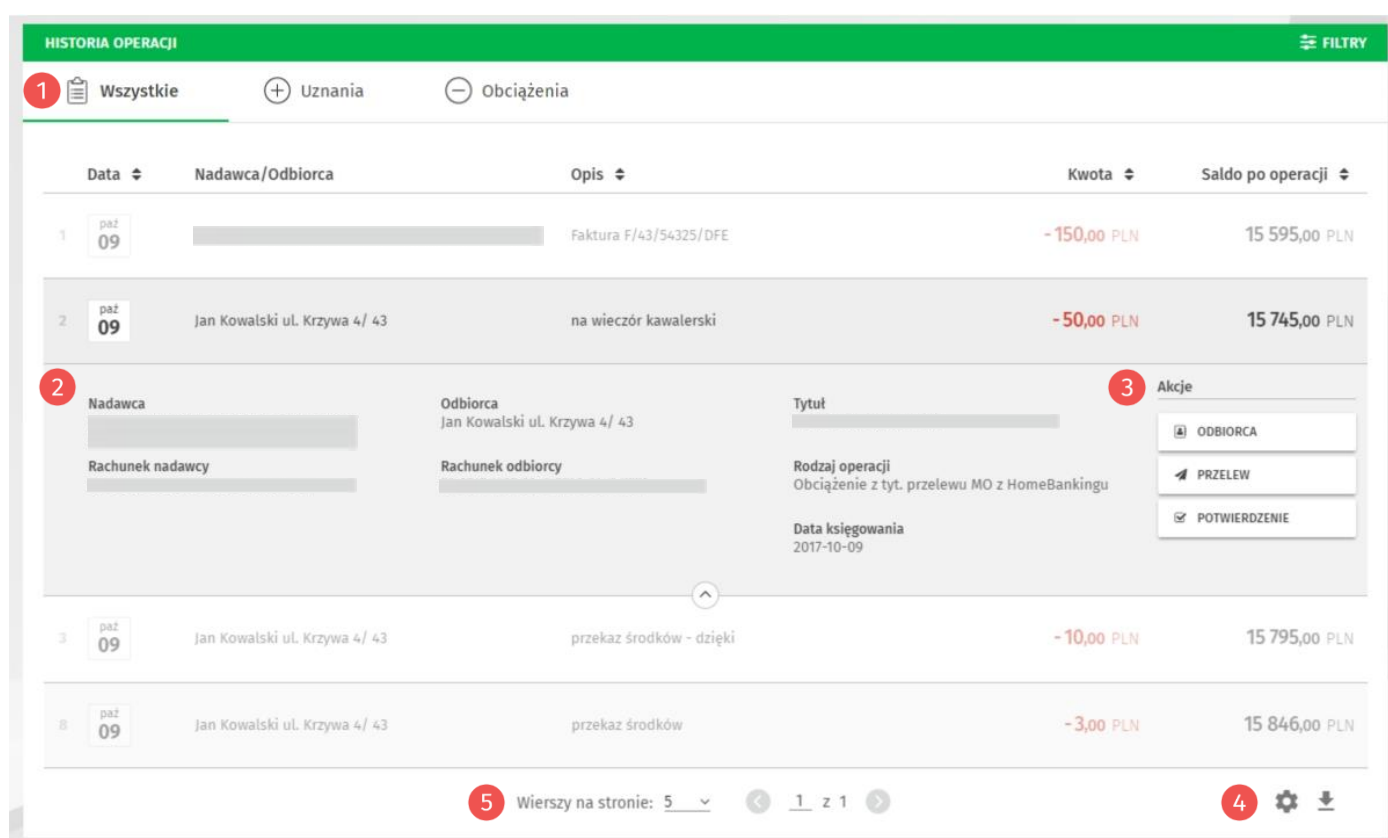 HISTORIA OPERACJI FILTRY
1 Wszystkie Uznania Obciążenia
Data Nadawca/Odbiorca Opis Kwota Saldo po operacji
1 paź 09 Faktura F/43/54325/DFE -150,00 PLN 15 595,00 PLN
2 paź 09 Jan Kowalski ul. Krzywa 4/ 43 na wieczór kawalerski -50,00 PLN 15 745,00 PLN
2 3 Akcje
Nadawca Odbiorca Tytuł
Jan Kowalski ul. Krzywa 4/ 43
ODBIORCA
Rachunek nadawcy Rachunek odbiorcy Rodzaj operacji
Obciążenie z tyt. przelewu MO z HomeBankingu
PRZELEW
POTWIERDZENIE
Data księgowania
2017-10-09
3 paź 09 Jan Kowalski ul. Krzywa 4/ 43 przekaz środków - dzięki -10,00 PLN 15 795,00 PLN
8 paź 09 Jan Kowalski ul. Krzywa 4/ 43 przekaz środków -3,00 PLN 15 846,00 PLN
5 Wierszy na stronie: 5 1 z 1 4